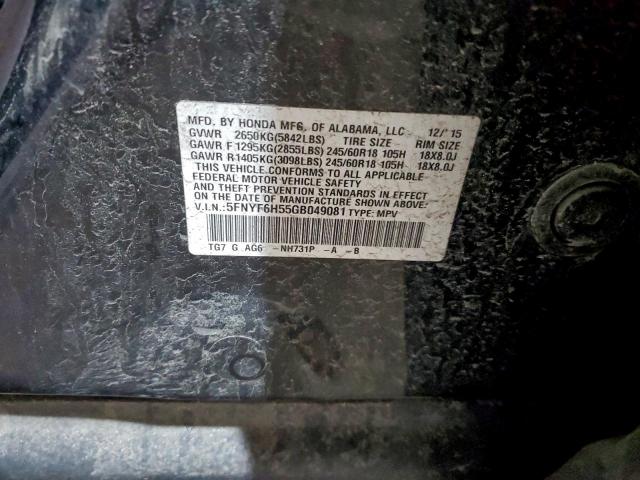 MFD. BY HONDA MFG. OF ALABAMA, LLC 12/'15
GVWR 2650KG(5842LBS) TIRE SIZE RIM SIZE
GAWR F 1295KG(2855LBS) 245/60R18 105H 18X8.0J
GAWR R 1405KG(3098LBS) 245/60R18 105H 18X8.0J
THIS VEHICLE CONFORMS TO ALL APPLICABLE
FEDERAL MOTOR VEHICLE SAFETY
AND THEFT PREVENTION STANDARDS IN EFFECT
ON THE DATE OF MANUFACTURE SHOWN ABOVE.
V.I.N.:5FNYF6H55GB049081 TYPE: MPV
TG7 G AG6 -NH731P -A -B